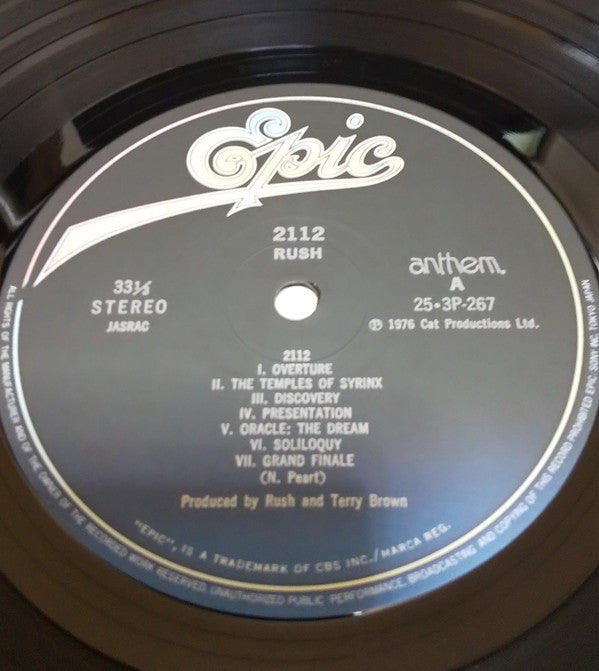 Epic
2112
RUSH
33⅓
STEREO
JASRAC
anthem.
A
25・3P-267
Ⓟ 1976 Cat Productions Ltd.
2112
I. OVERTURE
II. THE TEMPLES OF SYRINX
III. DISCOVERY
IV. PRESENTATION
V. ORACLE: THE DREAM
VI. SOLILOQUY
VII. GRAND FINALE
(N. Peart)
Produced by Rush and Terry Brown
"EPIC", IS A TRADEMARK OF CBS INC./MARCA REG.
ALL RIGHTS OF THE MANUFACTURER AND OF THE OWNER OF THE RECORDED WORK RESERVED. UNAUTHORIZED PUBLIC PERFORMANCE, BROADCASTING AND COPYING OF THIS RECORD PROHIBITED EPIC/SONY INC. TOKYO JAPAN